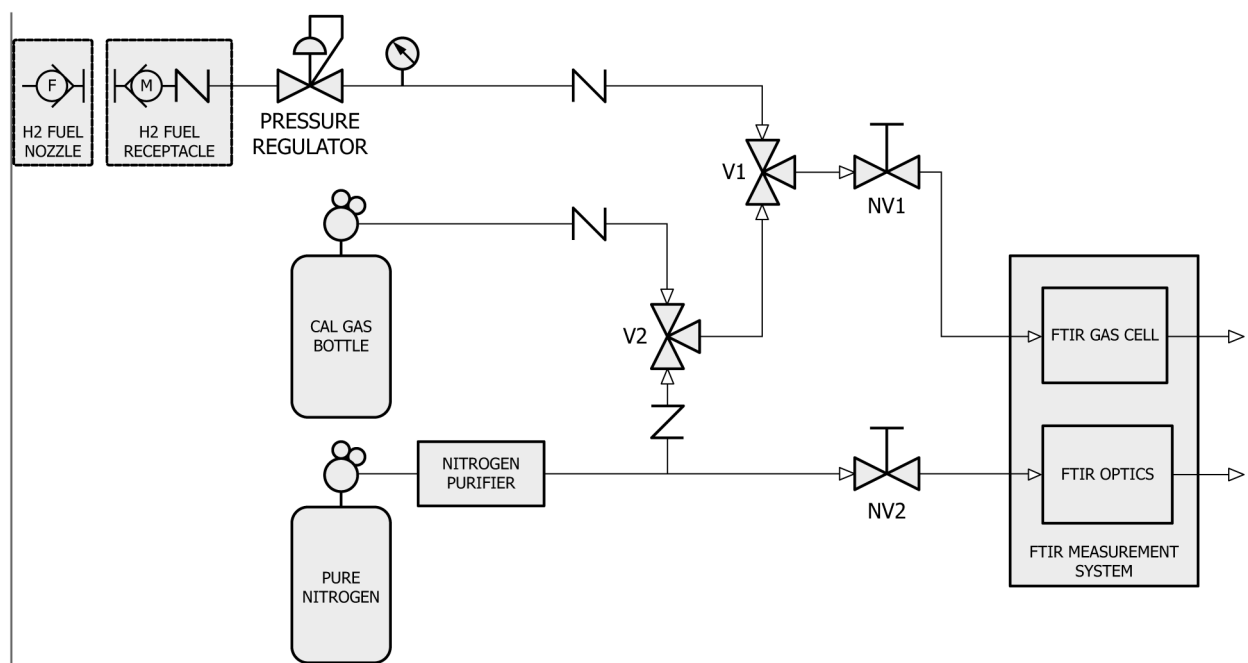 F
M
H2 FUEL
NOZZLE
H2 FUEL
RECEPTACLE
PRESSURE
REGULATOR
V1
NV1
CAL GAS
BOTTLE
V2
FTIR GAS CELL
NITROGEN
PURIFIER
NV2
FTIR OPTICS
FTIR MEASUREMENT
SYSTEM
PURE
NITROGEN